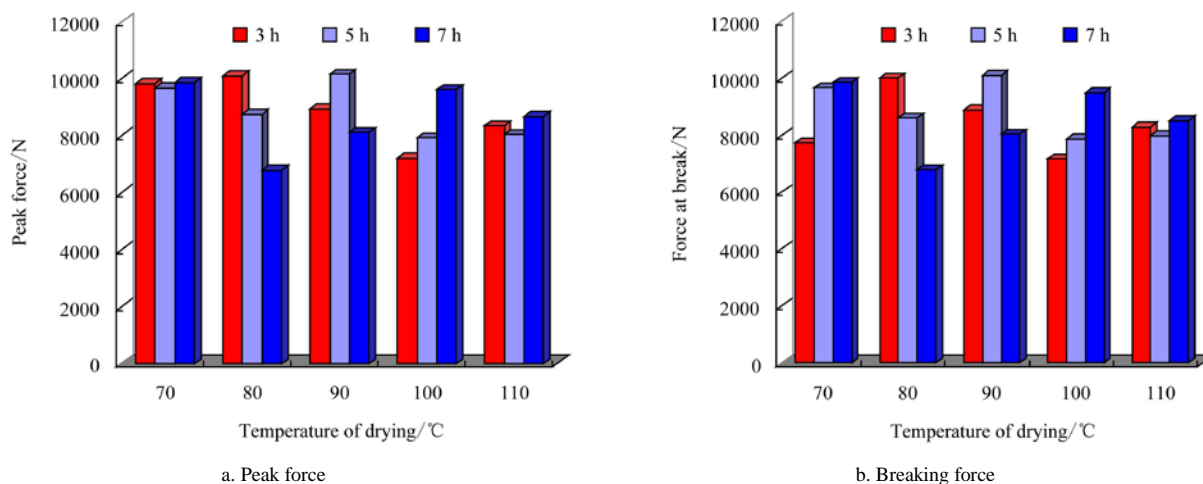 12000
10000
8000
6000
4000
2000
0
Peak force/N
3 h 5 h 7 h
70 80 90 100 110
Temperature of drying/℃
a. Peak force
12000
10000
8000
6000
4000
2000
0
Force at break/N
3 h 5 h 7 h
70 80 90 100 110
Temperature of drying/℃
b. Breaking force